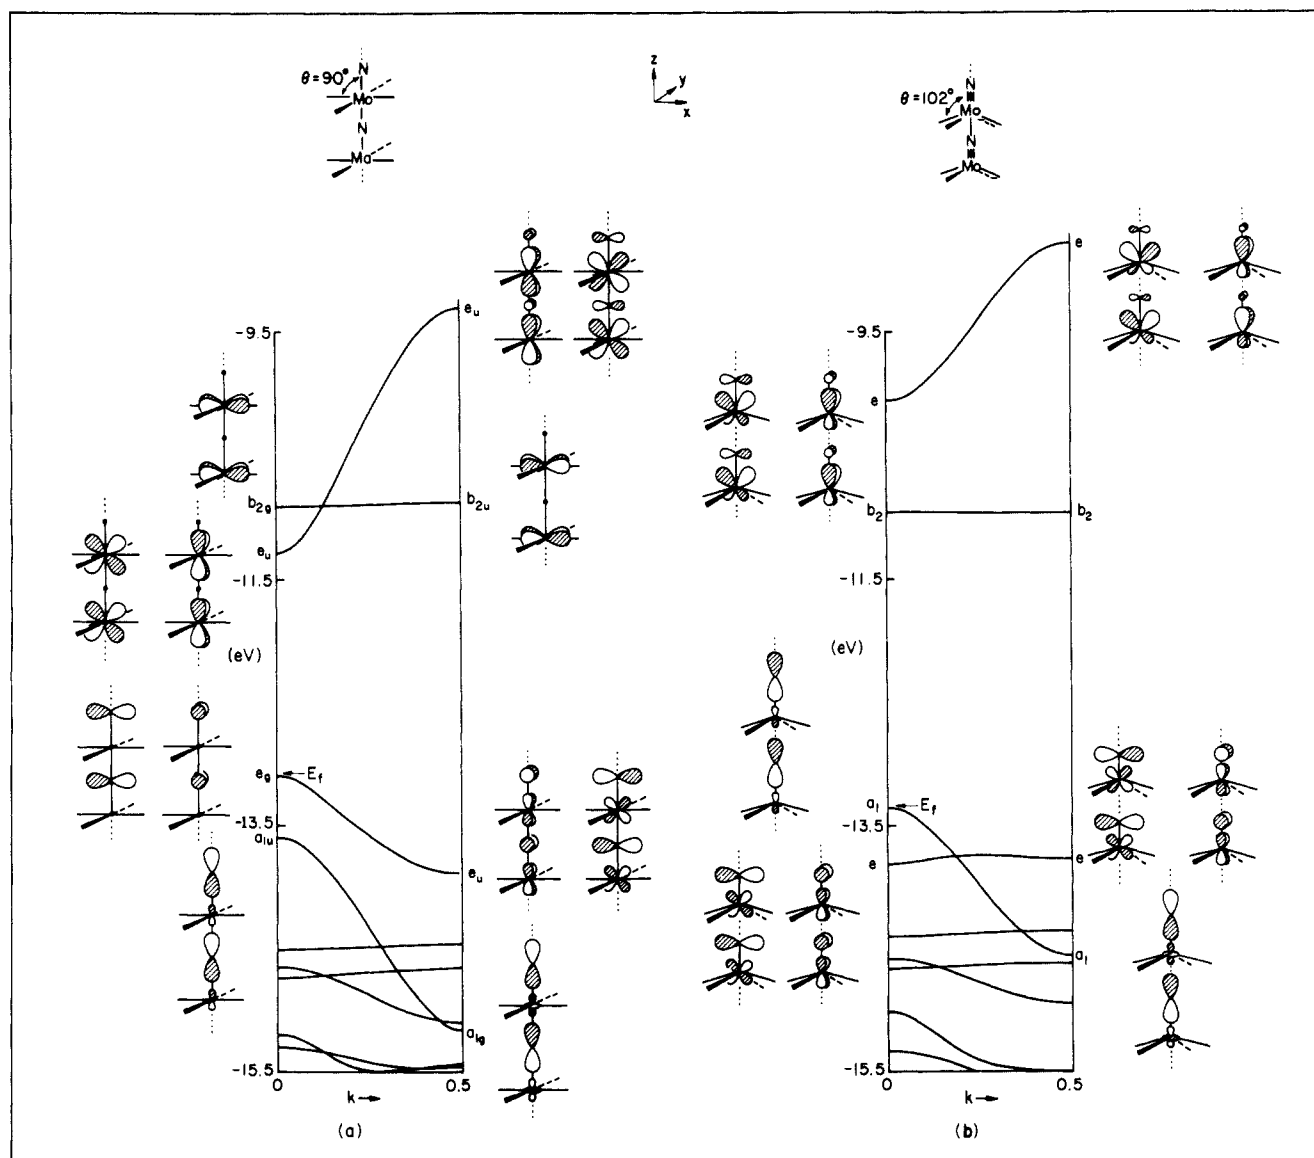 N
θ = 90°
Mo
N
Ma
z
y
x
N
θ = 102°
Mo
N
Mo
-9.5
e_u
b_2g
b_2u
e_u
-11.5
(eV)
e_g
E_f
-13.5
a_1u
e_u
a_1g
-15.5
0
0.5
k →
(a)
e
-9.5
e
b_2
b_2
-11.5
(eV)
a_1
E_f
-13.5
e
e
a_1
-15.5
0
0.5
k →
(b)